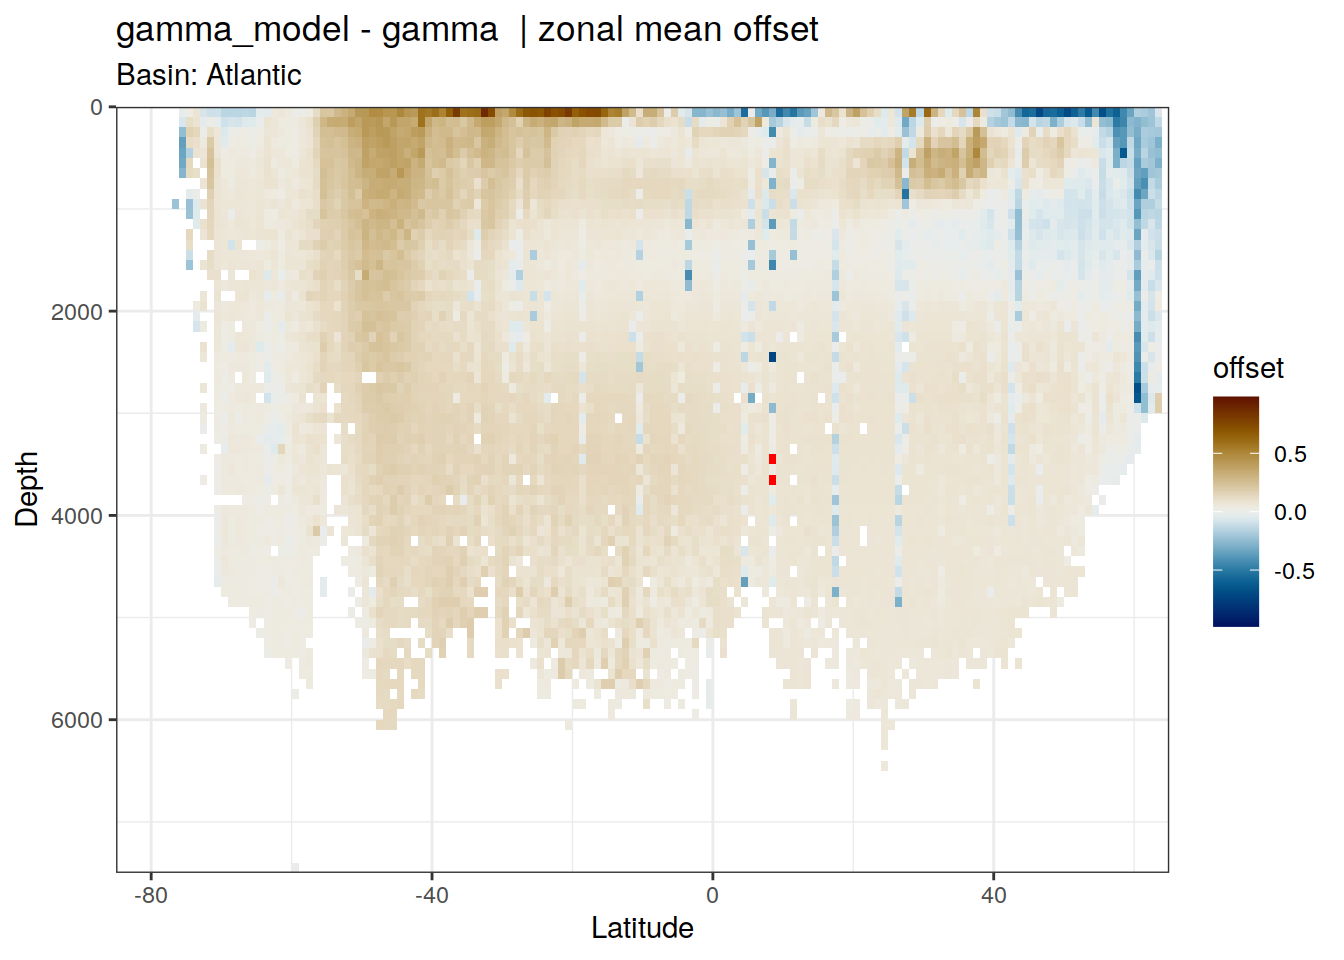 gamma_model - gamma  | zonal mean offset
Basin: Atlantic
0
2000
4000
6000
Depth
-80
-40
0
40
Latitude
offset
0.5
0.0
-0.5